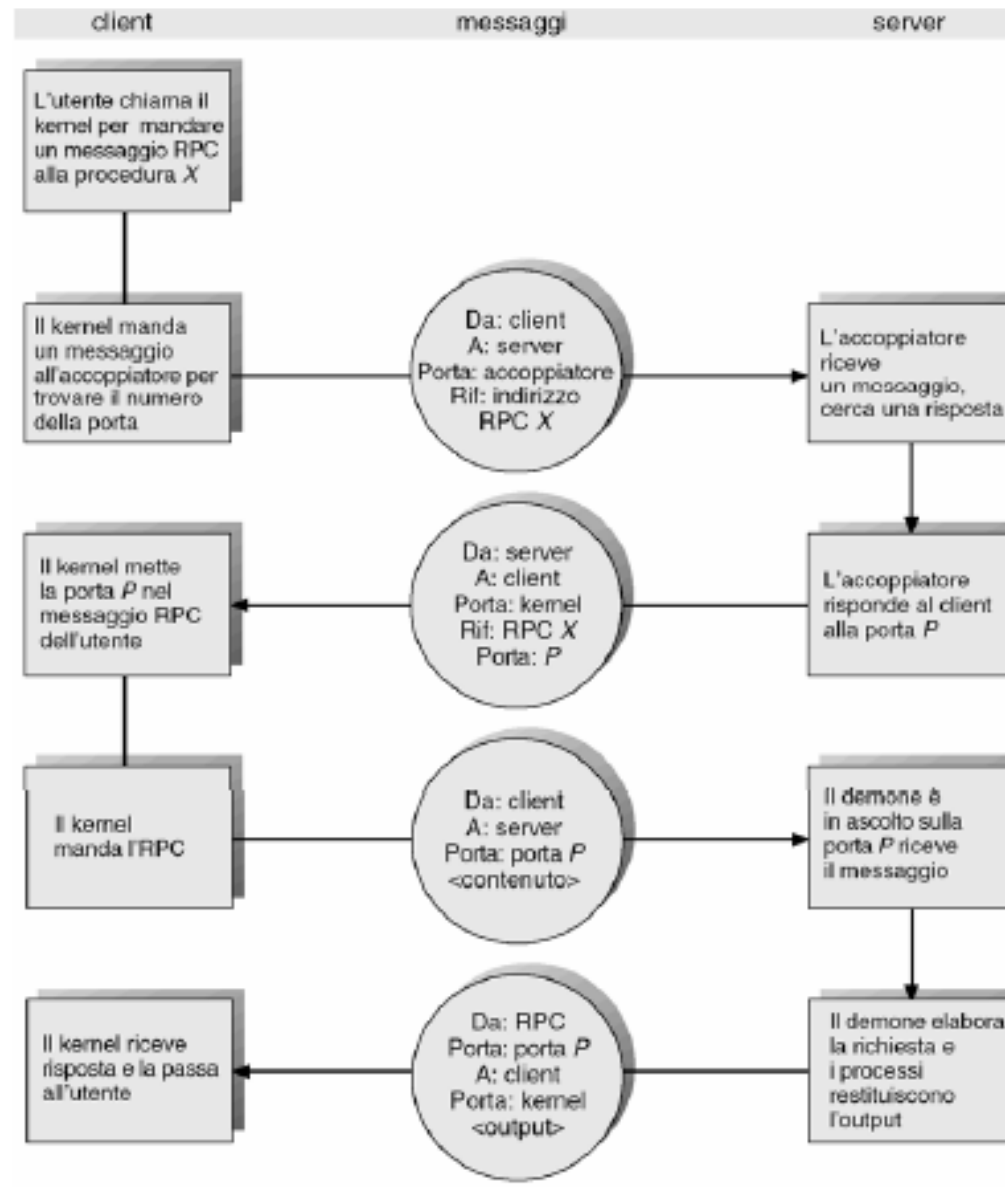 client
messaggi
server
L'utente chiama il
kernel per mandare
un messaggio RPC
alla procedura X
Il kernel manda
un messaggio
all'accoppiatore per
trovare il numero
della porta
Da: client
A: server
Porta: accoppiatore
Rif: indirizzo
RPC X
L'accoppiatore
riceve
un messaggio,
cerca una risposta
Il kernel mette
la porta P nel
messaggio RPC
dell'utente
Da: server
A: client
Porta: kernel
Rif: RPC X
Porta: P
L'accoppiatore
risponde al client
alla porta P
Il kernel
manda l'RPC
Da: client
A: server
Porta: porta P
<contenuto>
Il demone è
in ascolto sulla
porta P riceve
il messaggio
Il kernel riceve
risposta e la passa
all'utente
Da: RPC
Porta: porta P
A: client
Porta: kernel
<output>
Il demone elabora
la richiesta e
i processi
restituiscono
l'output